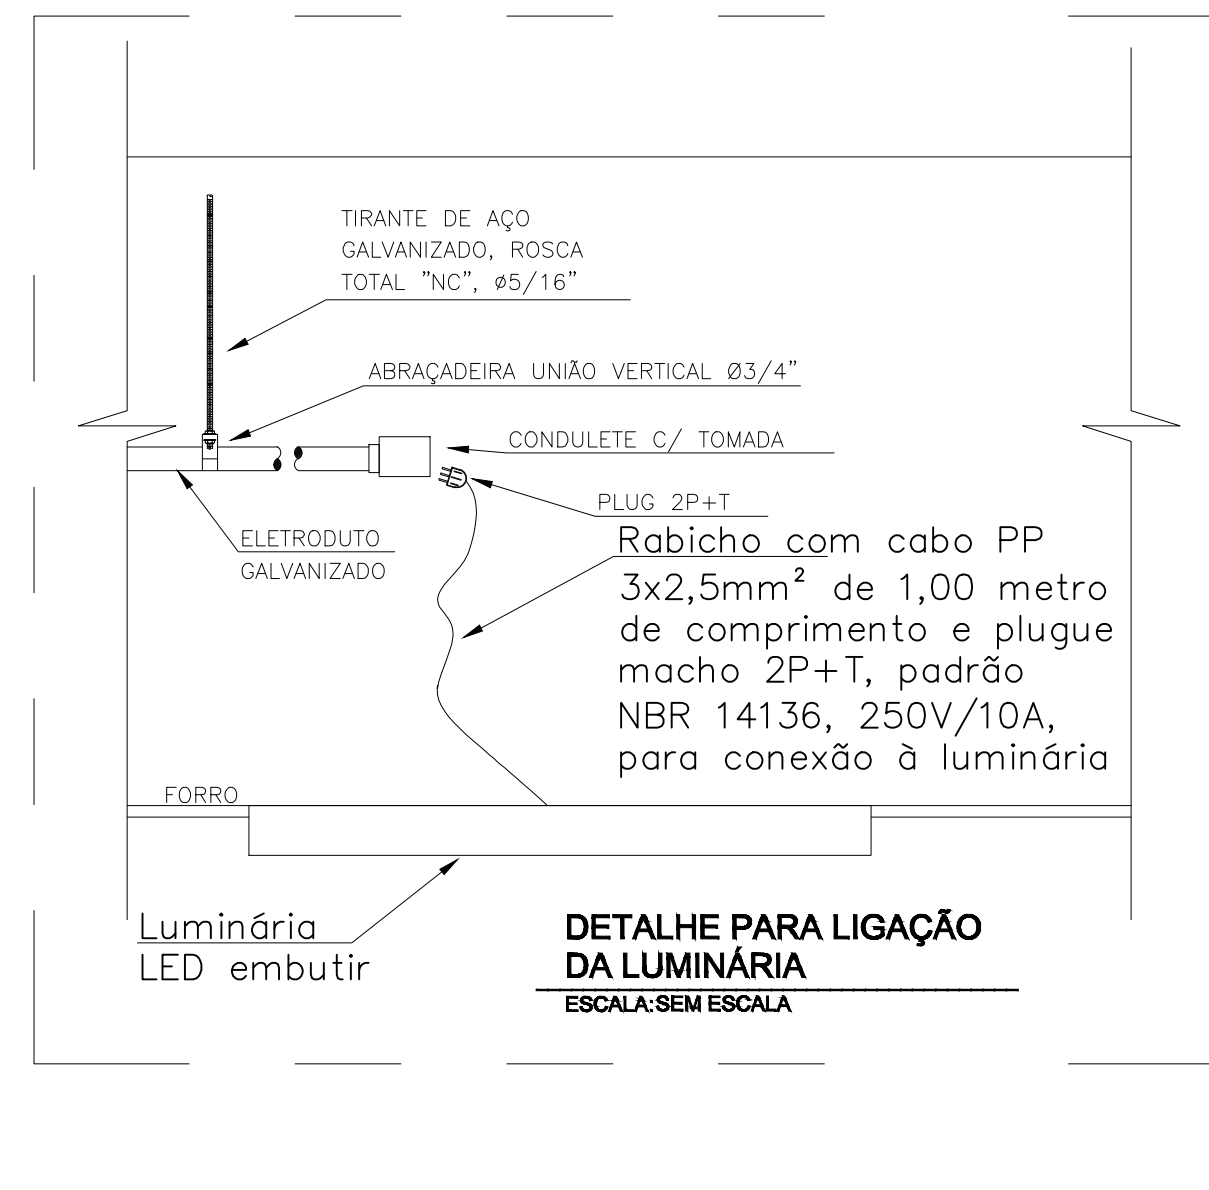 TIRANTE DE AÇO
GALVANIZADO, ROSCA
TOTAL ”NC”, ø5/16”
ABRAÇADEIRA UNIÃO VERTICAL Ø3/4”
CONDULETE C/ TOMADA
PLUG 2P+T
ELETRODUTO
GALVANIZADO
Rabicho com cabo PP
3x2,5mm² de 1,00 metro
de comprimento e plugue
macho 2P+T, padrão
NBR 14136, 250V/10A,
para conexão à luminária
FORRO
Luminária
LED embutir
DETALHE PARA LIGAÇÃO
DA LUMINÁRIA
ESCALA:SEM ESCALA